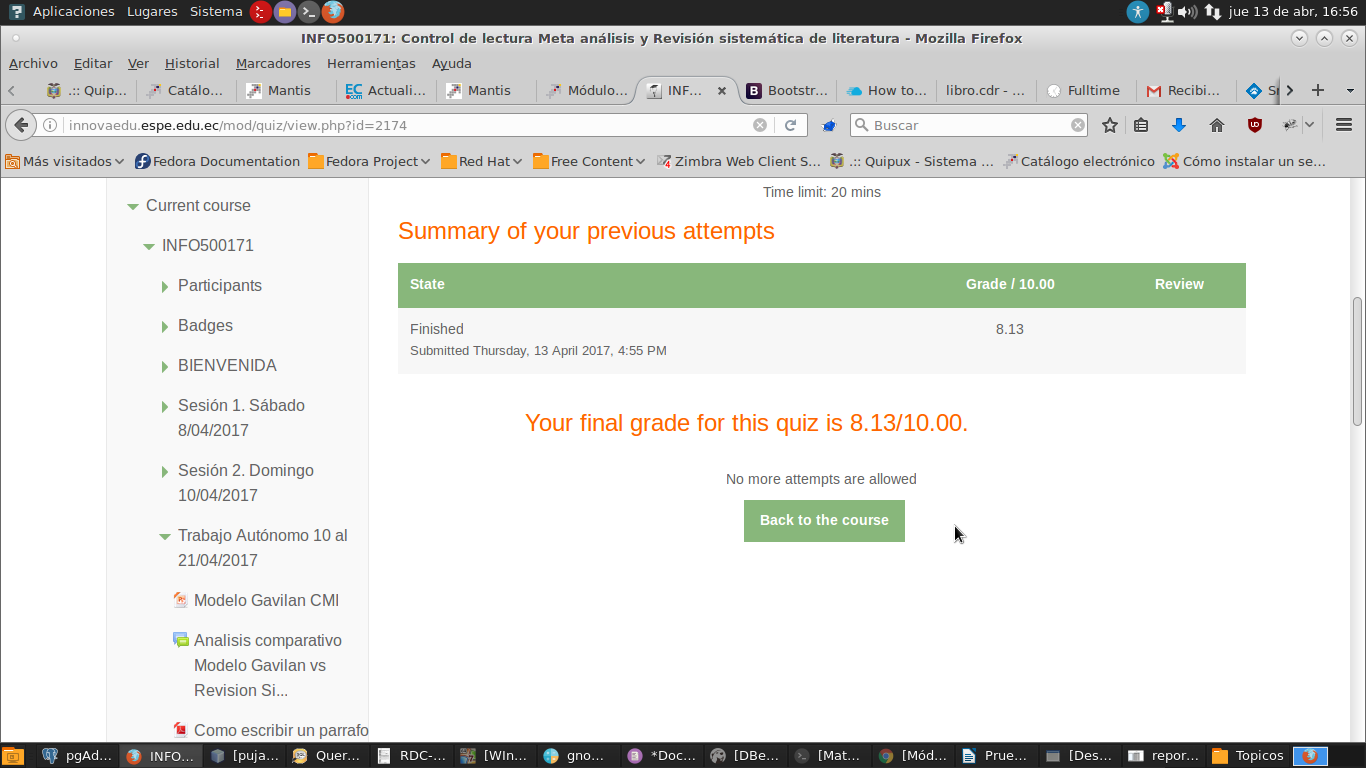 Aplicaciones Lugares Sistema jue 13 de abr, 16:56
INFO500171: Control de lectura Meta análisis y Revisión sistemática de literatura - Mozilla Firefox
Archivo Editar Ver Historial Marcadores Herramientas Ayuda
.:: Quip... Catálo... Mantis EC Actuali... Mantis Módulo... INF... B Bootstr... How to... libro.cdr - ... Fulltime Recibi...
innovaedu.espe.edu.ec/mod/quiz/view.php?id=2174 Buscar
Más visitados Fedora Documentation Fedora Project Red Hat Free Content Zimbra Web Client S... .:: Quipux - Sistema ... Catálogo electrónico Cómo instalar un se...
Time limit: 20 mins
Current course
INFO500171
Participants
Badges
BIENVENIDA
Sesión 1. Sábado
8/04/2017
Sesión 2. Domingo
10/04/2017
Trabajo Autónomo 10 al
21/04/2017
Modelo Gavilan CMI
Analisis comparativo
Modelo Gavilan vs
Revision Si...
Como escribir un parrafo
Summary of your previous attempts
State Grade / 10.00 Review
Finished 8.13
Submitted Thursday, 13 April 2017, 4:55 PM
Your final grade for this quiz is 8.13/10.00.
No more attempts are allowed
Back to the course
pgAd... INFO... [puja... Quer... RDC-... [WIn... gno... *Doc... [DBe... [Mat... [Mód... Prue... [Des... repor... Topicos